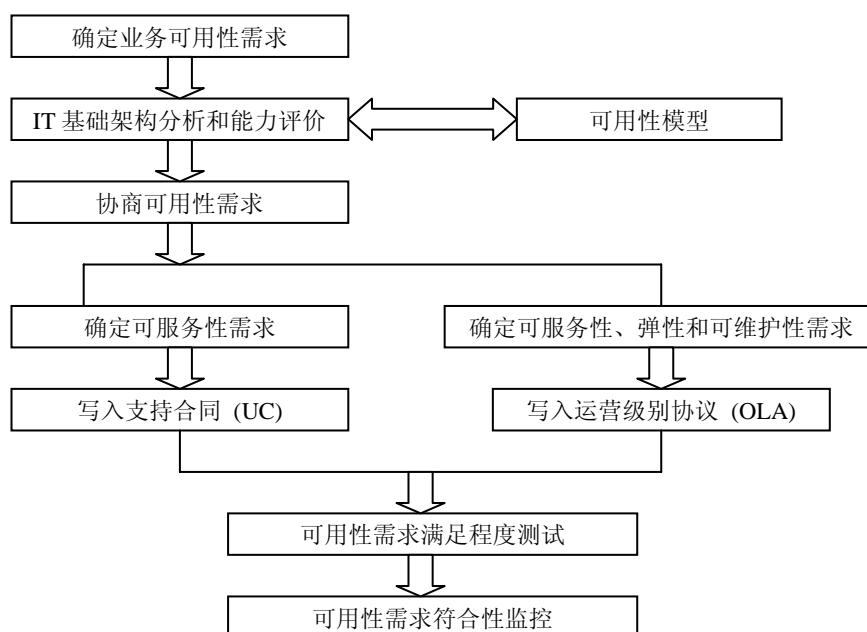 确定业务可用性需求
IT 基础架构分析和能力评价
可用性模型
协商可用性需求
确定可服务性需求
确定可服务性、弹性和可维护性需求
写入支持合同 (UC)
写入运营级别协议 (OLA)
可用性需求满足程度测试
可用性需求符合性监控